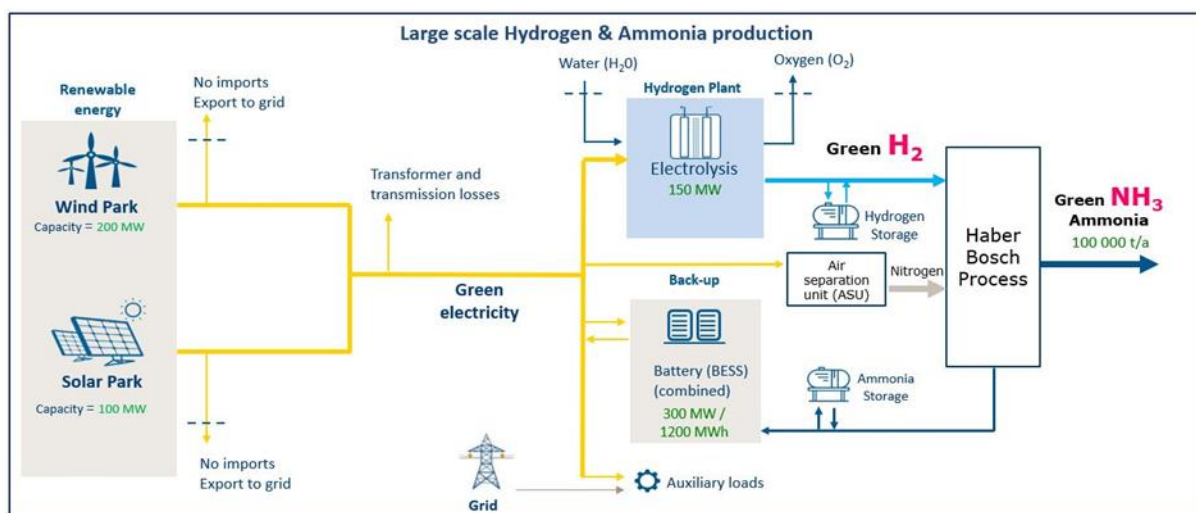 Large scale Hydrogen & Ammonia production
Renewable
energy
No imports
Export to grid
Wind Park
Capacity = 200 MW
Solar Park
Capacity = 100 MW
No imports
Export to grid
Transformer and
transmission losses
Green
electricity
Water (H20)
Oxygen (O₂)
Hydrogen Plant
Electrolysis
150 MW
Green H₂
Hydrogen
Storage
Air
separation
unit (ASU)
Nitrogen
Haber
Bosch
Process
Green NH₃
Ammonia
100 000 t/a
Back-up
Battery (BESS)
(combined)
300 MW /
1200 MWh
Ammonia
Storage
Grid
Auxiliary loads